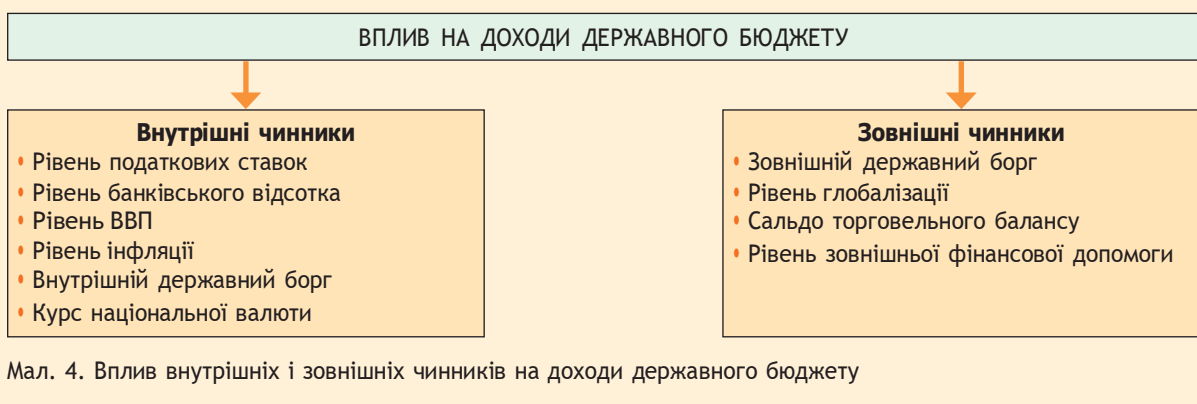 ВПЛИВ НА ДОХОДИ ДЕРЖАВНОГО БЮДЖЕТУ
Внутрішні чинники
• Рівень податкових ставок
• Рівень банківського відсотка
• Рівень ВВП
• Рівень інфляції
• Внутрішній державний борг
• Курс національної валюти
Зовнішні чинники
• Зовнішній державний борг
• Рівень глобалізації
• Сальдо торговельного балансу
• Рівень зовнішньої фінансової допомоги
Мал. 4. Вплив внутрішніх і зовнішніх чинників на доходи державного бюджету